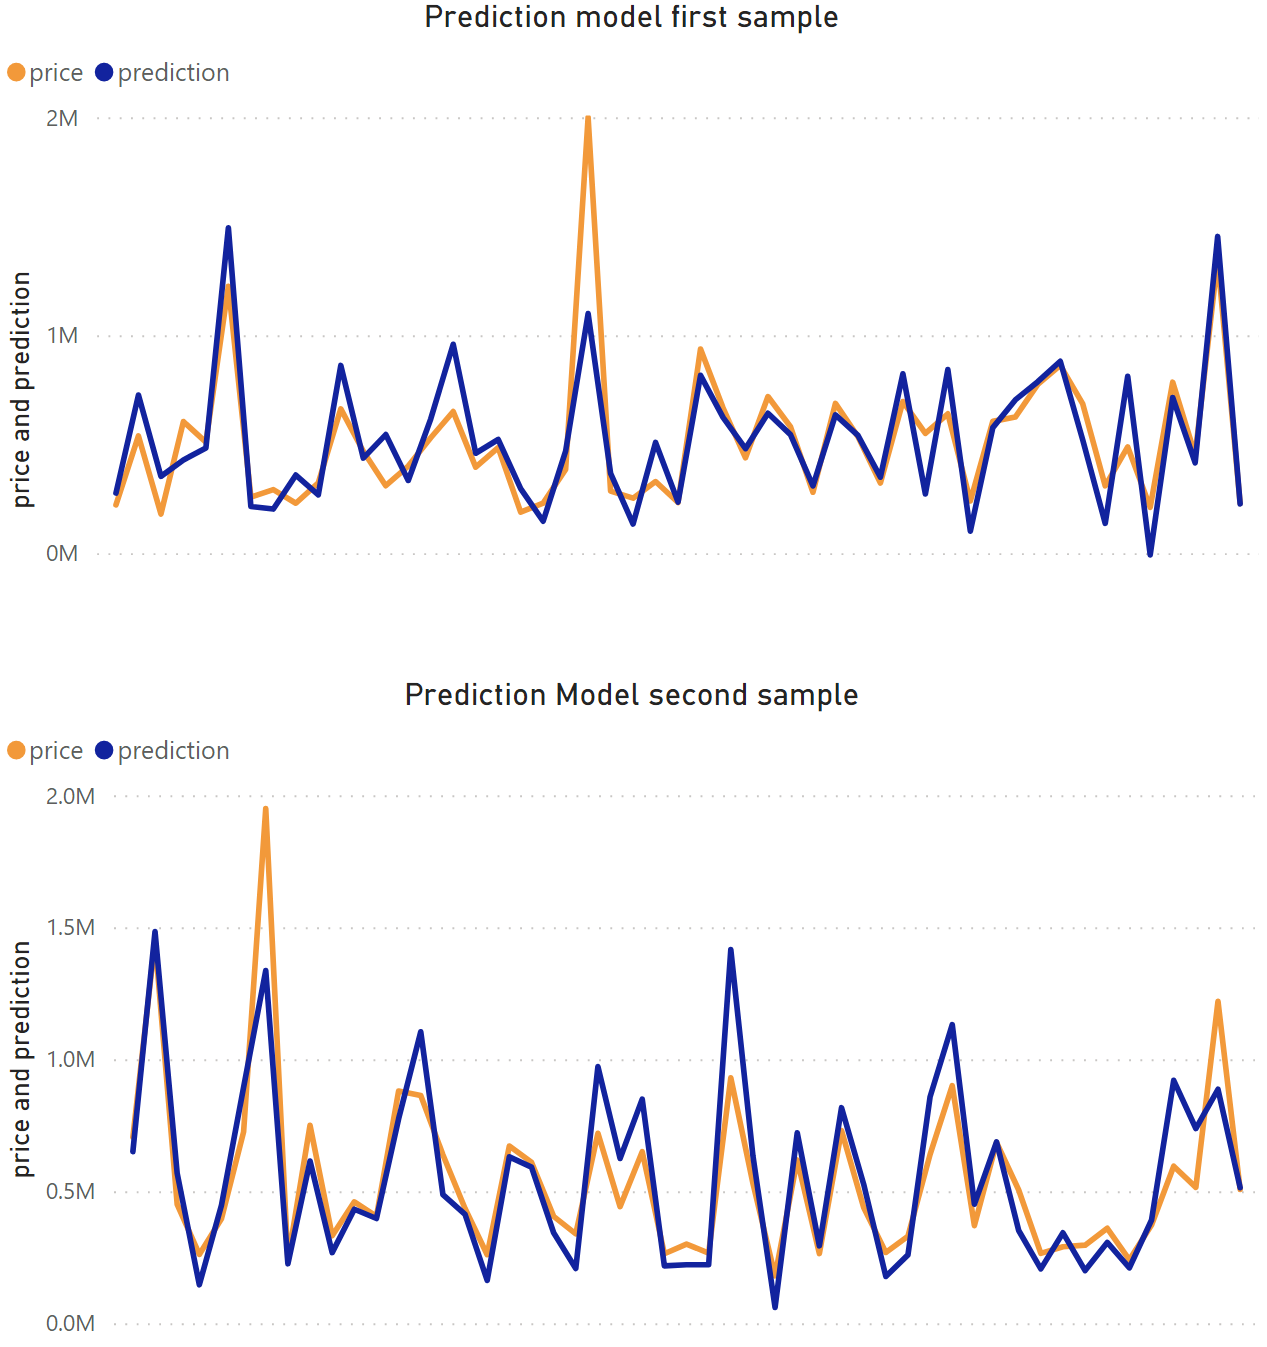 Prediction model first sample
price prediction
2M
1M
0M
price and prediction
Prediction Model second sample
price prediction
2.0M
1.5M
1.0M
0.5M
0.0M
price and prediction